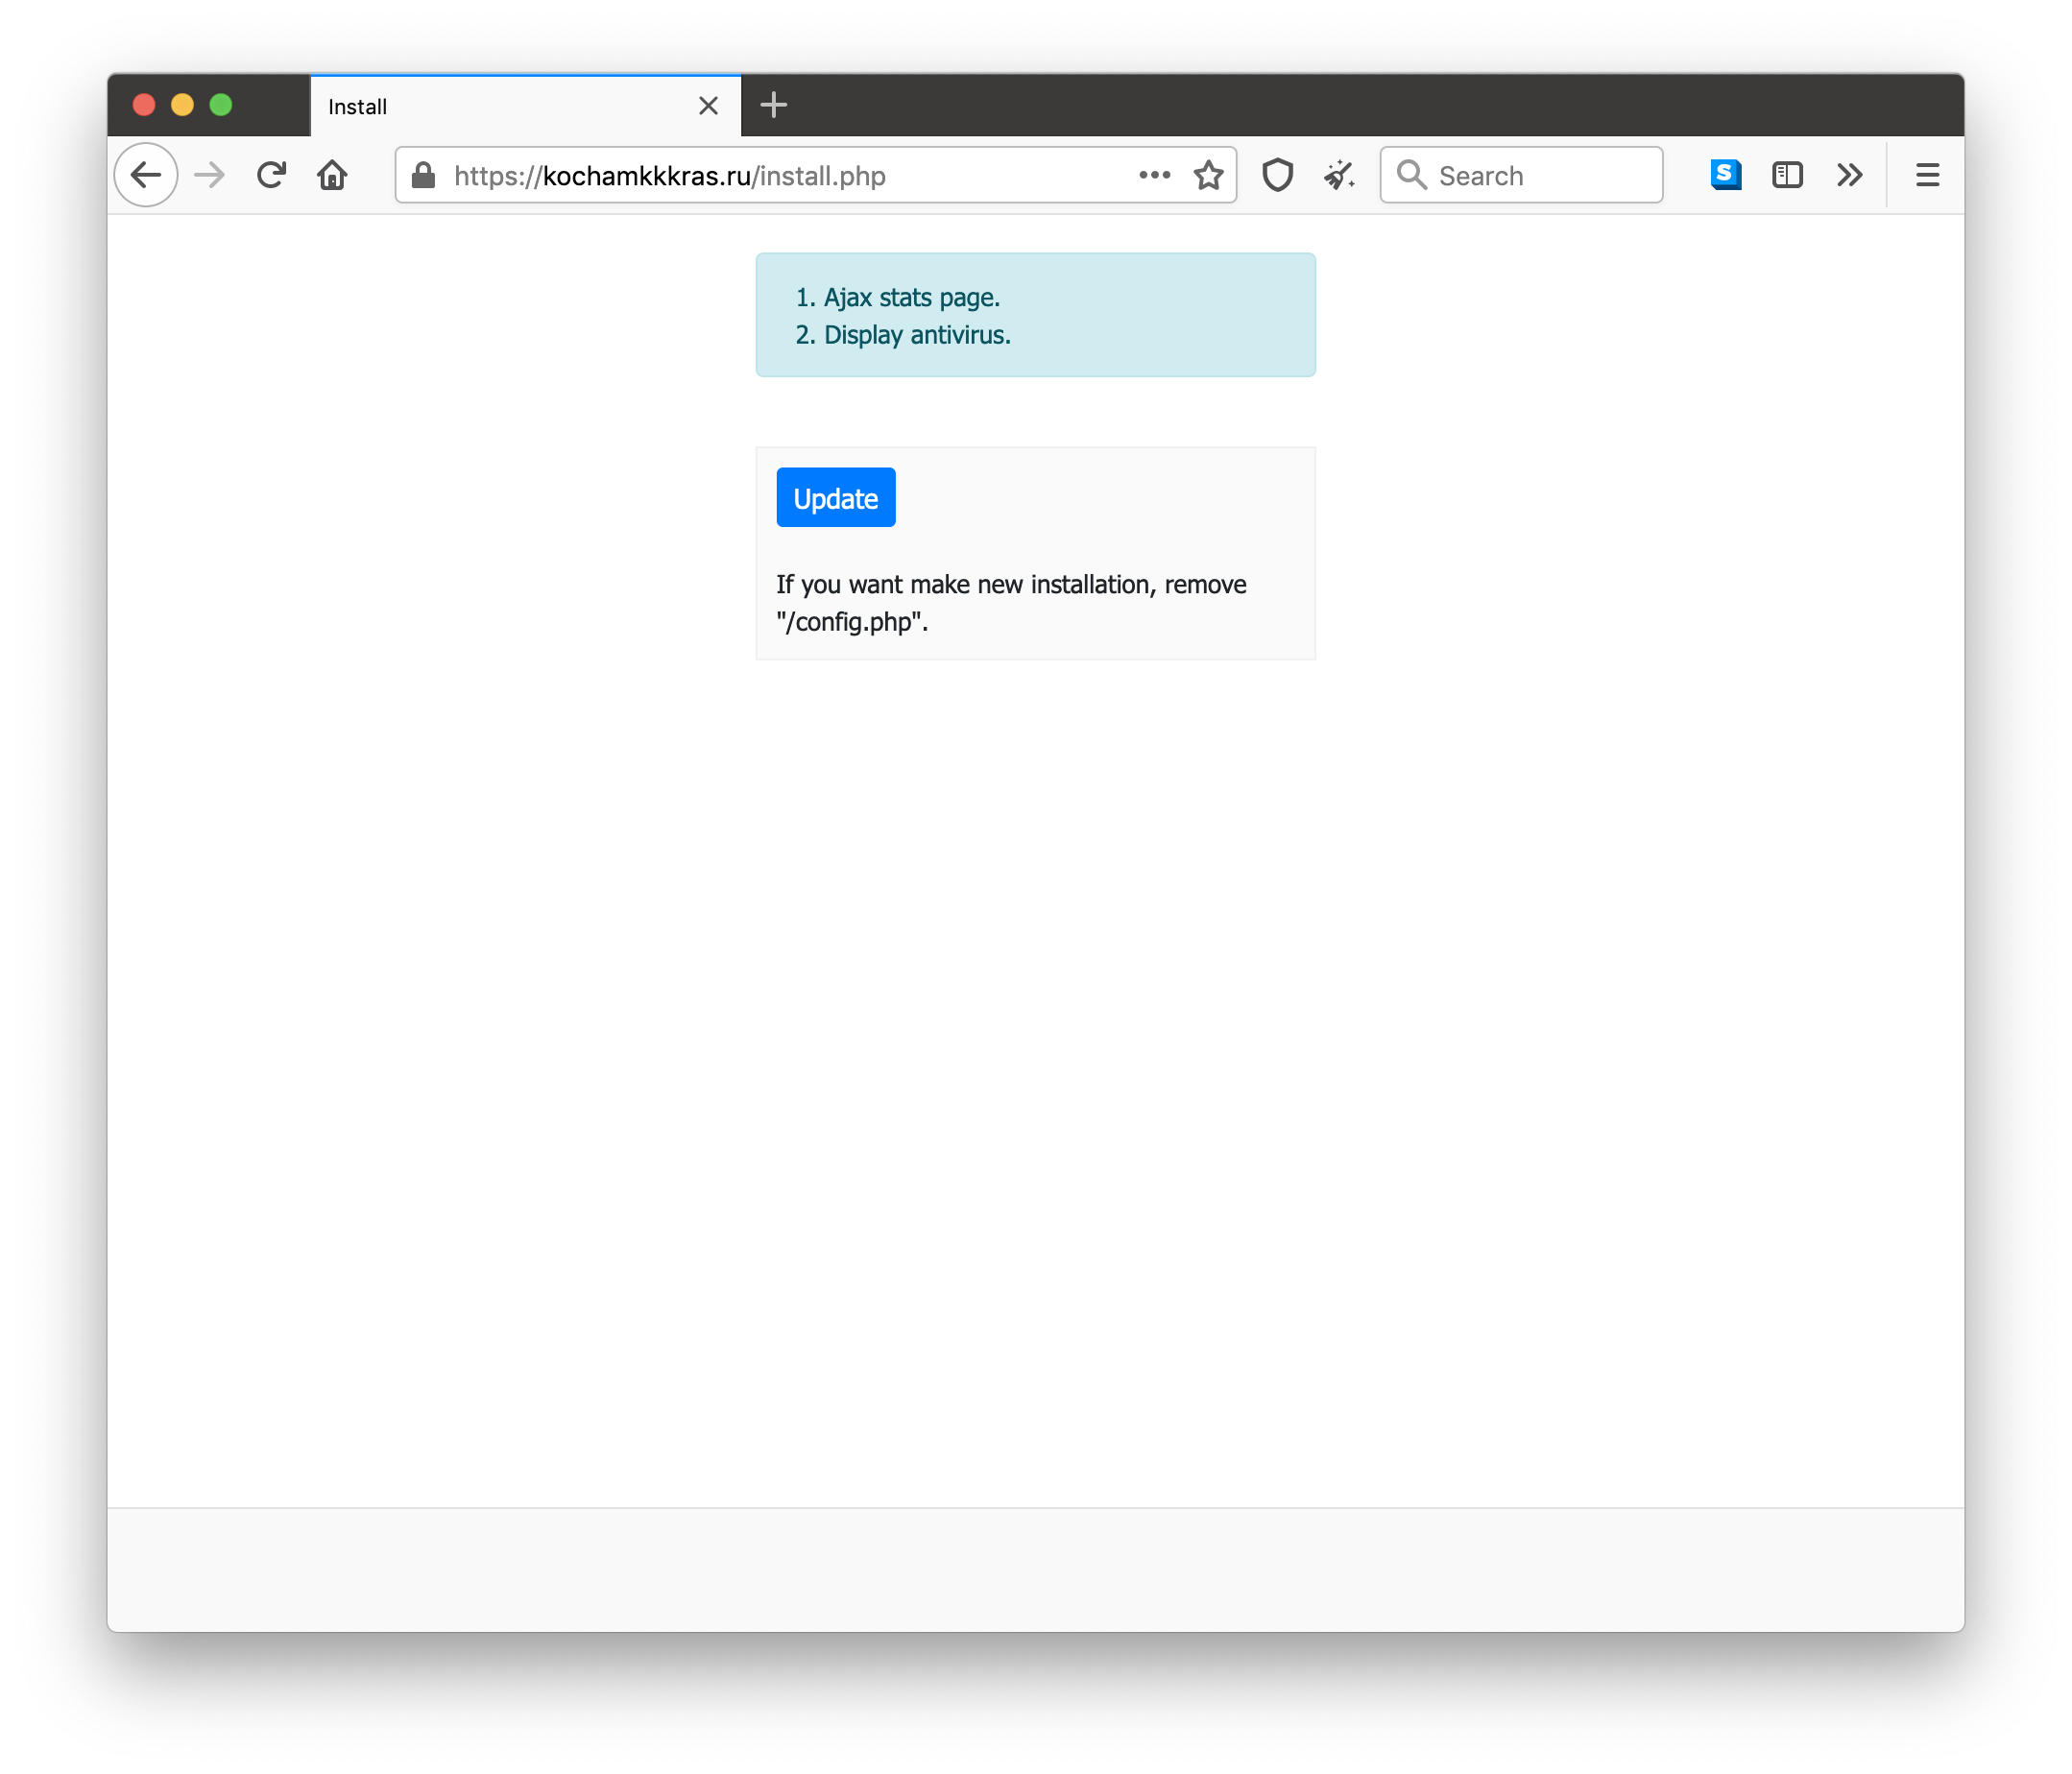 Install
https://kochamkkkras.ru/install.php
Search
S
1. Ajax stats page.
2. Display antivirus.
Update
If you want make new installation, remove
"/config.php".